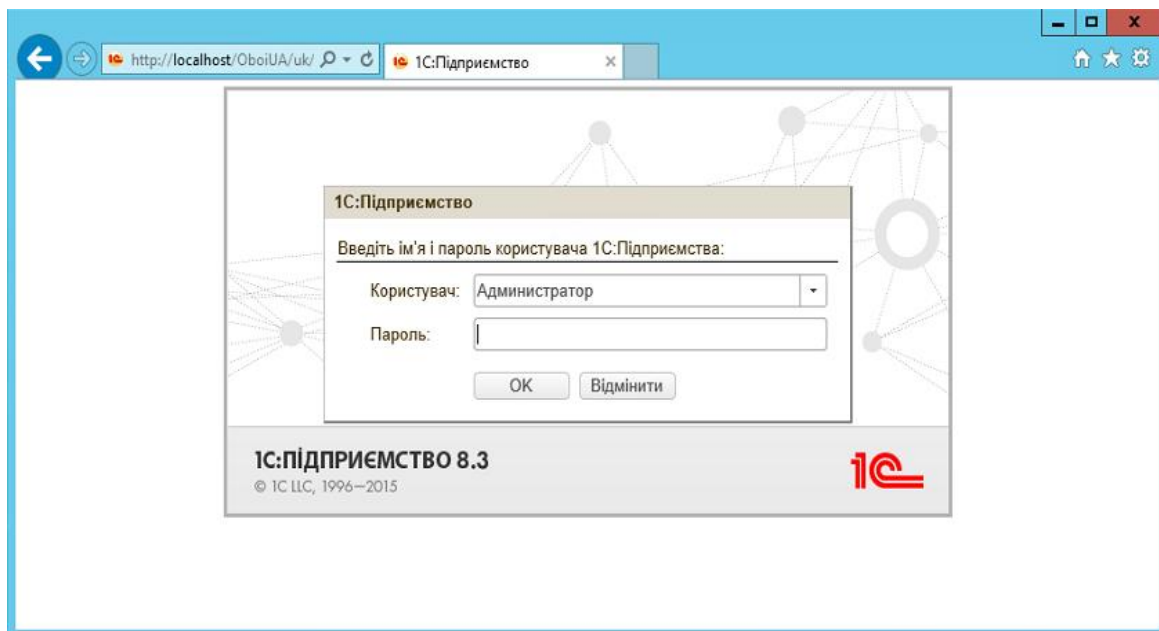 http://localhost/OboiUA/uk/
1С:Підприємство
1С:Підприємство
Введіть ім'я і пароль користувача 1С:Підприємства:
Користувач: Администратор
Пароль:
OK Відмінити
1С:ПІДПРИЄМСТВО 8.3
© 1C LLC, 1996—2015
1С